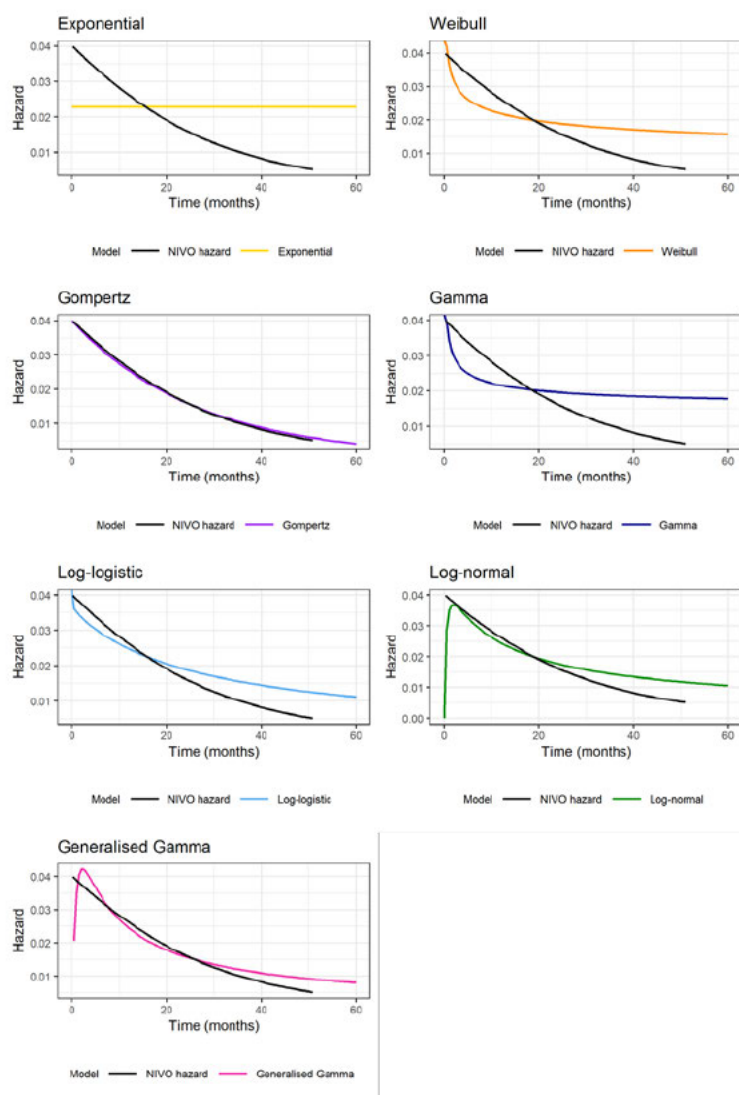 Exponential
Weibull
0.04
0.03
0.02
0.01
Hazard
0 20 40 60
Time (months)
Model NIVO hazard Exponential
0.04
0.03
0.02
0.01
Hazard
0 20 40 60
Time (months)
Model NIVO hazard Weibull
Gompertz
Gamma
0.04
0.03
0.02
0.01
Hazard
0 20 40 60
Time (months)
Model NIVO hazard Gompertz
0.04
0.03
0.02
0.01
Hazard
0 20 40 60
Time (months)
Model NIVO hazard Gamma
Log-logistic
Log-normal
0.04
0.03
0.02
0.01
Hazard
0 20 40 60
Time (months)
Model NIVO hazard Log-logistic
0.04
0.03
0.02
0.01
0.00
Hazard
0 20 40 60
Time (months)
Model NIVO hazard Log-normal
Generalised Gamma
0.04
0.03
0.02
0.01
Hazard
0 20 40 60
Time (months)
Model NIVO hazard Generalised Gamma